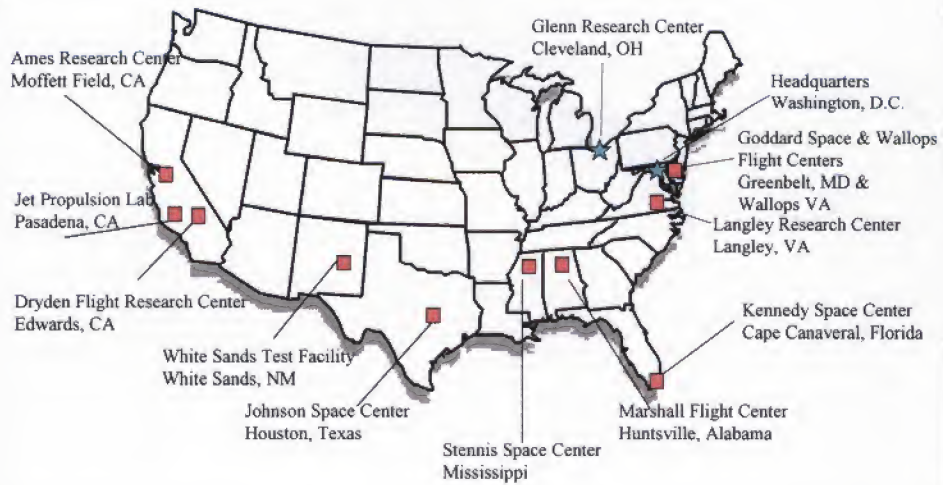 Glenn Research Center
Cleveland, OH
Ames Research Center
Moffett Field, CA
Headquarters
Washington, D.C.
Goddard Space & Wallops
Flight Centers
Greenbelt, MD &
Wallops VA
Jet Propulsion Lab
Pasadena, CA
Langley Research Center
Langley, VA
Dryden Flight Research Center
Edwards, CA
Kennedy Space Center
Cape Canaveral, Florida
White Sands Test Facility
White Sands, NM
Johnson Space Center
Houston, Texas
Marshall Flight Center
Huntsville, Alabama
Stennis Space Center
Mississippi